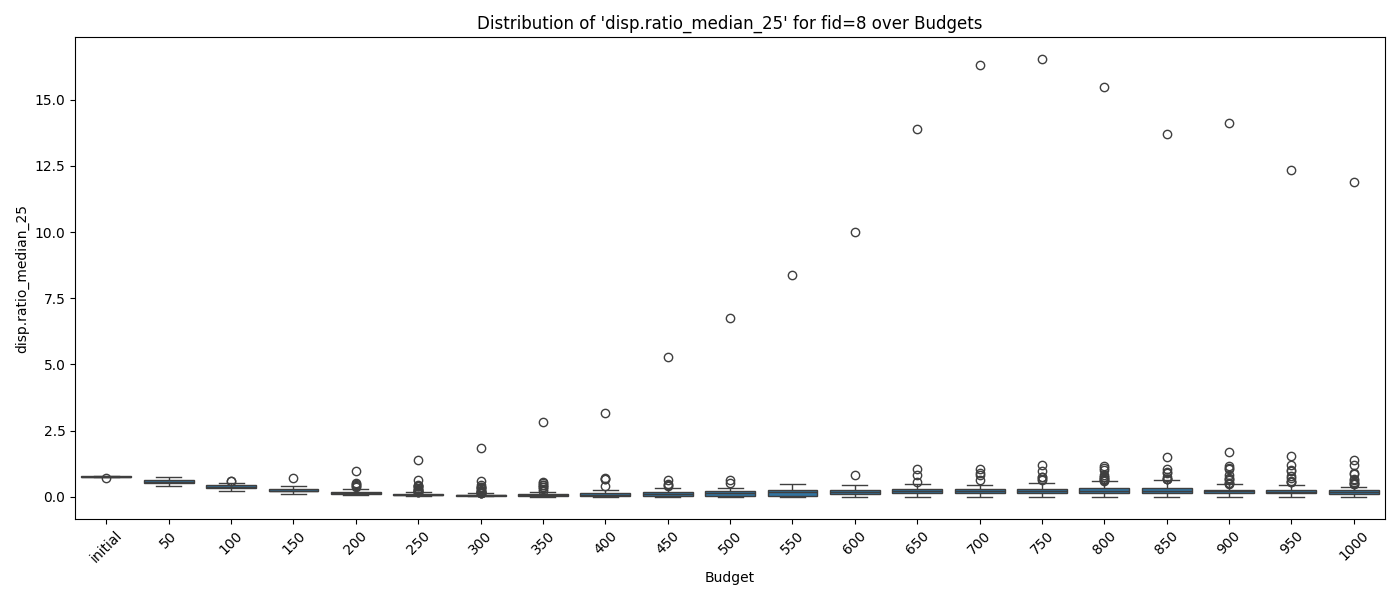 Distribution of 'disp.ratio_median_25' for fid=8 over Budgets
disp.ratio_median_25
15.0
12.5
10.0
7.5
5.0
2.5
0.0
initial 50 100 150 200 250 300 350 400 450 500 550 600 650 700 750 800 850 900 950 1000
Budget